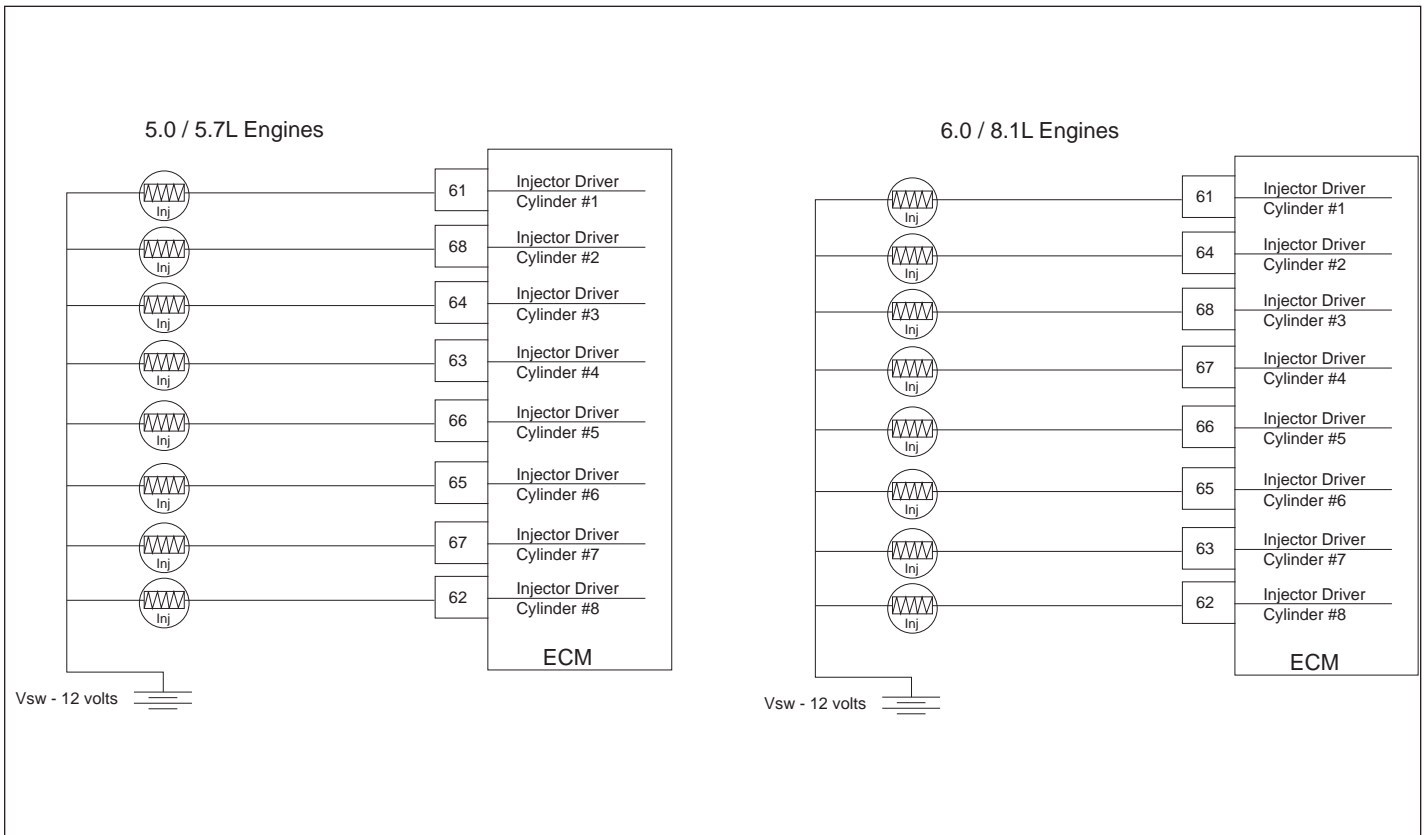 5.0 / 5.7L Engines
Inj
61
Injector Driver
Cylinder #1
Inj
68
Injector Driver
Cylinder #2
Inj
64
Injector Driver
Cylinder #3
Inj
63
Injector Driver
Cylinder #4
Inj
66
Injector Driver
Cylinder #5
Inj
65
Injector Driver
Cylinder #6
Inj
67
Injector Driver
Cylinder #7
Inj
62
Injector Driver
Cylinder #8
ECM
Vsw - 12 volts
6.0 / 8.1L Engines
Inj
61
Injector Driver
Cylinder #1
Inj
64
Injector Driver
Cylinder #2
Inj
68
Injector Driver
Cylinder #3
Inj
67
Injector Driver
Cylinder #4
Inj
66
Injector Driver
Cylinder #5
Inj
65
Injector Driver
Cylinder #6
Inj
63
Injector Driver
Cylinder #7
Inj
62
Injector Driver
Cylinder #8
ECM
Vsw - 12 volts